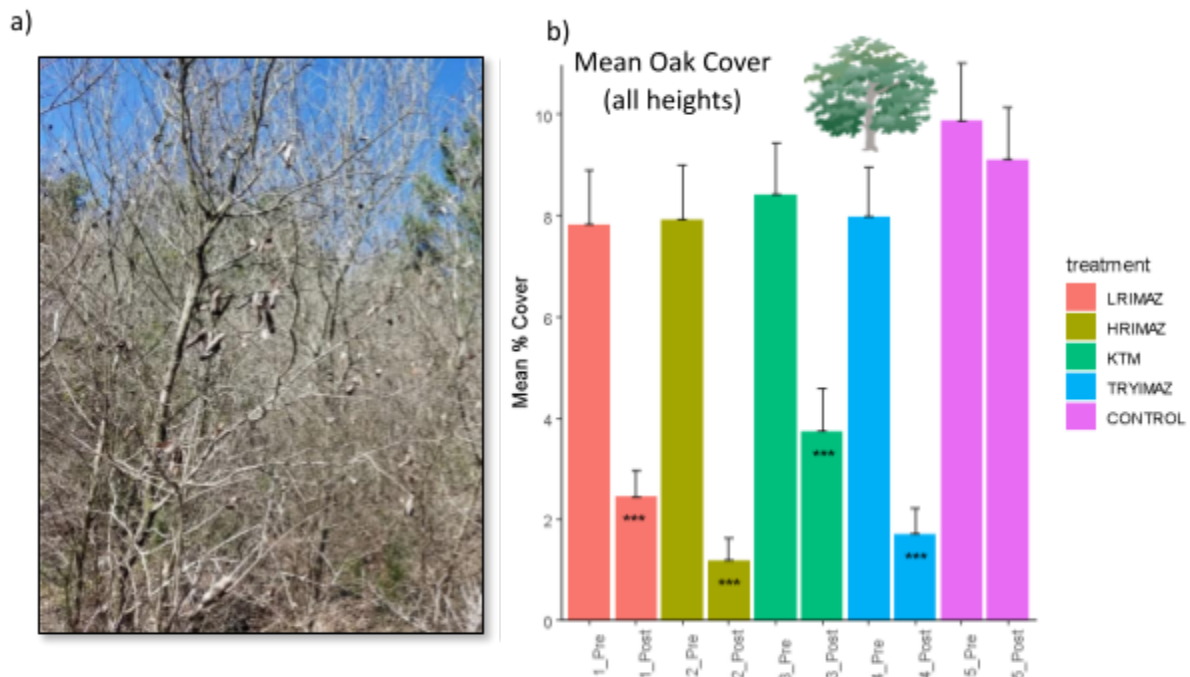 a)
b)
Mean Oak Cover
(all heights)
10
8
6
4
2
0
Mean % Cover
***
***
***
***
1_Pre
1_Post
2_Pre
2_Post
3_Pre
3_Post
4_Pre
4_Post
5_Pre
5_Post
treatment
LRIMAZ
HRIMAZ
KTM
TRYIMAZ
CONTROL